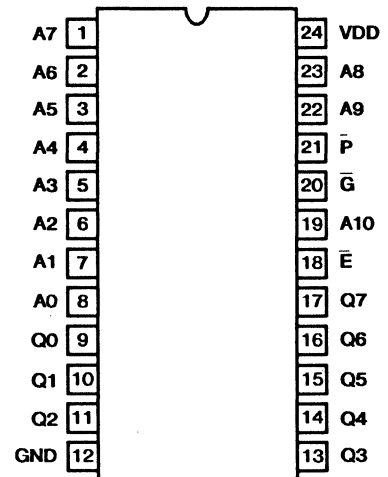 A7 1 24 VDD
A6 2 23 A8
A5 3 22 A9
A4 4 21 P̅
A3 5 20 G̅
A2 6 19 A10
A1 7 18 E̅
A0 8 17 Q7
Q0 9 16 Q6
Q1 10 15 Q5
Q2 11 14 Q4
GND 12 13 Q3